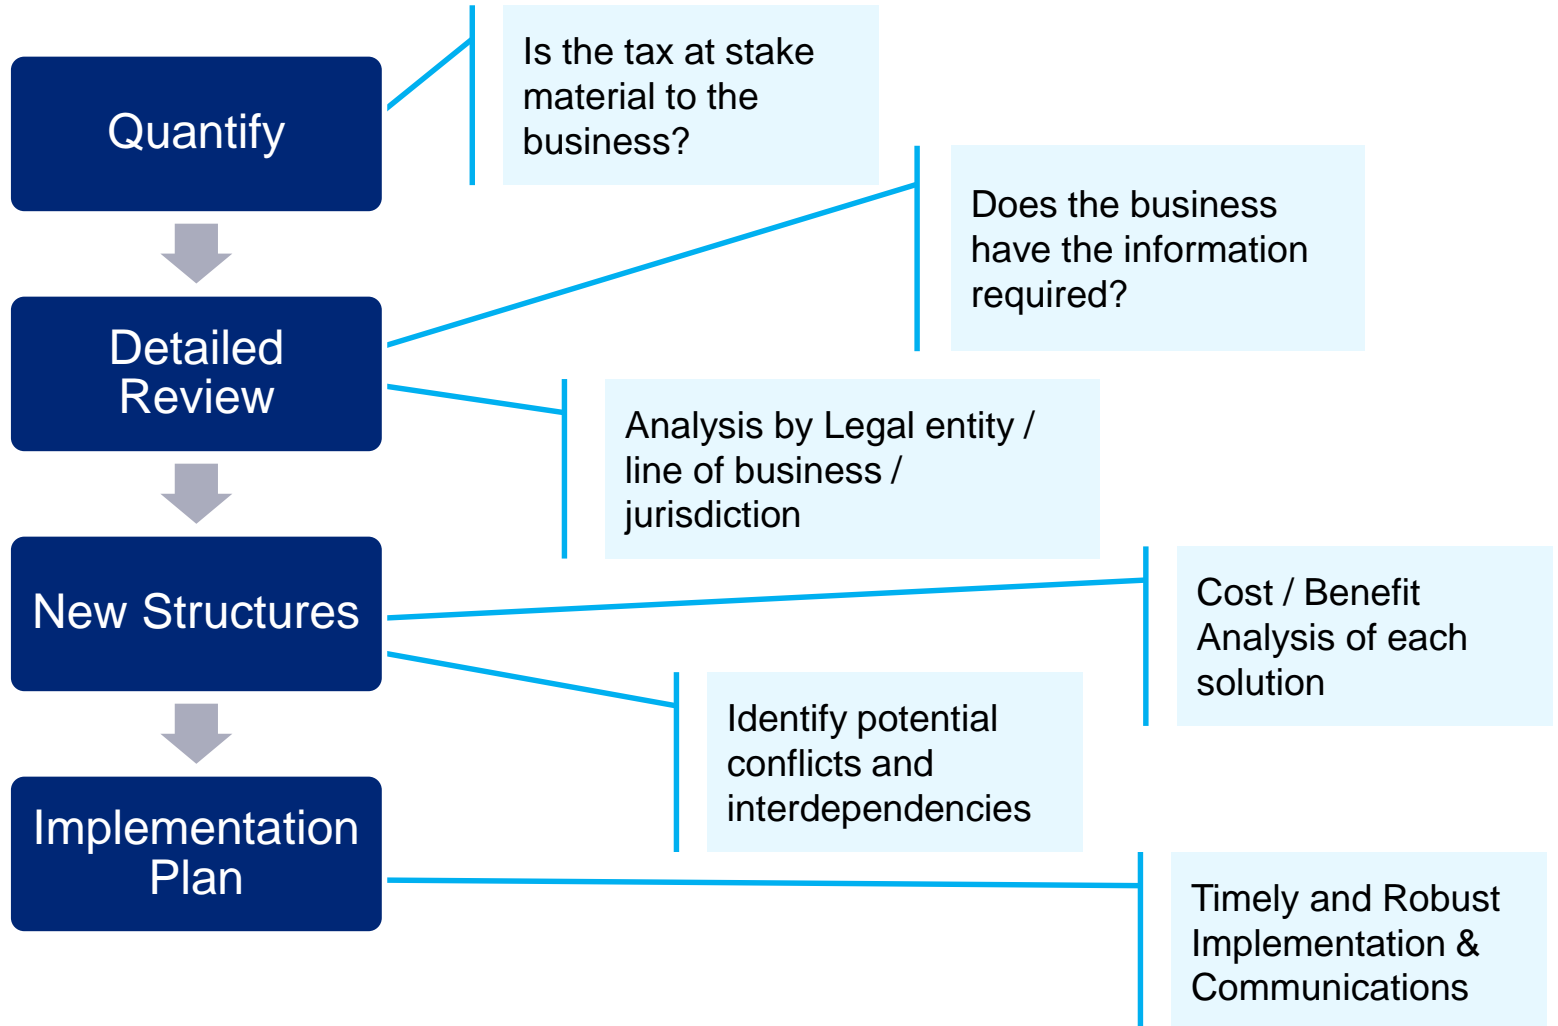 Quantify
Is the tax at stake
material to the
business?
Detailed
Review
Does the business
have the information
required?
Analysis by Legal entity /
line of business /
jurisdiction
New Structures
Cost / Benefit
Analysis of each
solution
Identify potential
conflicts and
interdependencies
Implementation
Plan
Timely and Robust
Implementation &
Communications